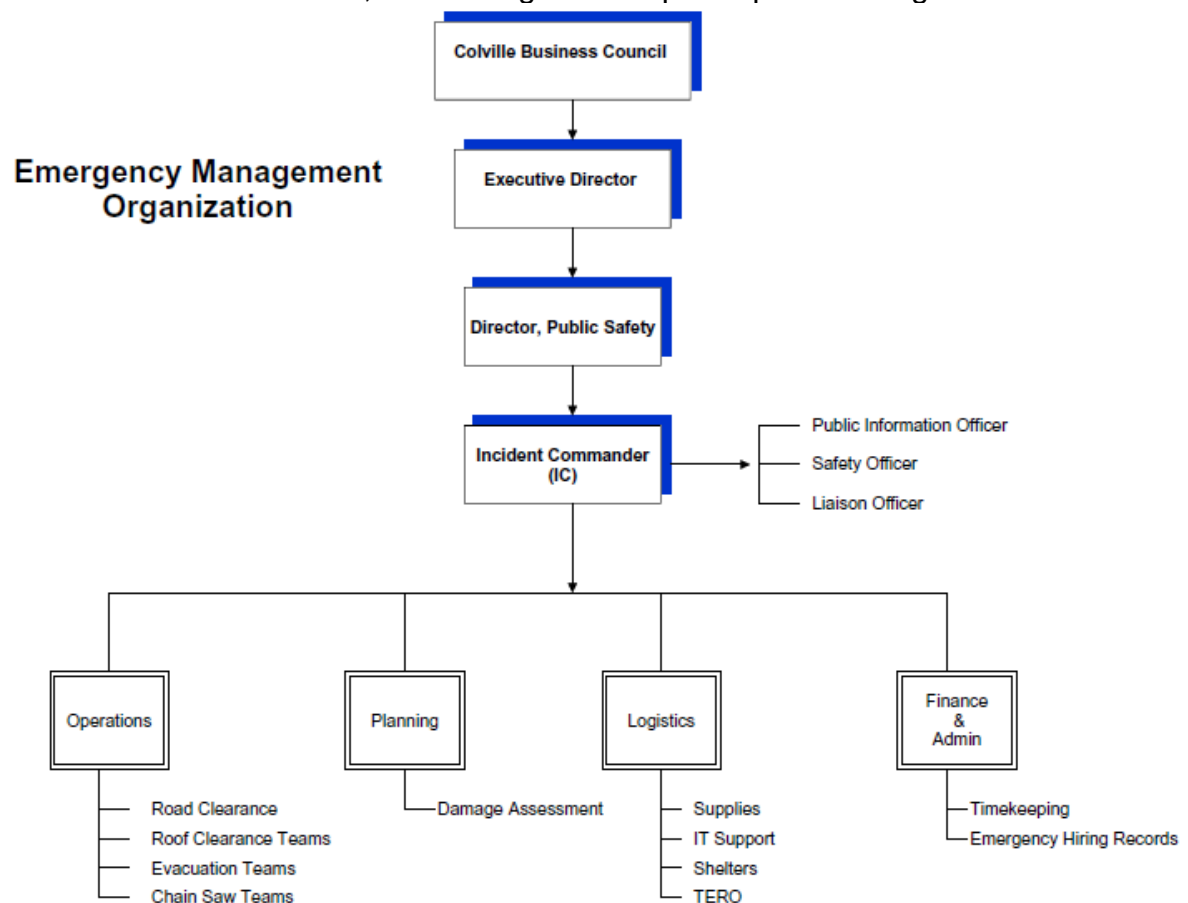 Colville Business Council
Emergency Management
Organization
Executive Director
Director, Public Safety
Incident Commander
(IC)
Public Information Officer
Safety Officer
Liaison Officer
Operations
Planning
Logistics
Finance
&
Admin
Road Clearance
Roof Clearance Teams
Evacuation Teams
Chain Saw Teams
Damage Assessment
Supplies
IT Support
Shelters
TERO
Timekeeping
Emergency Hiring Records